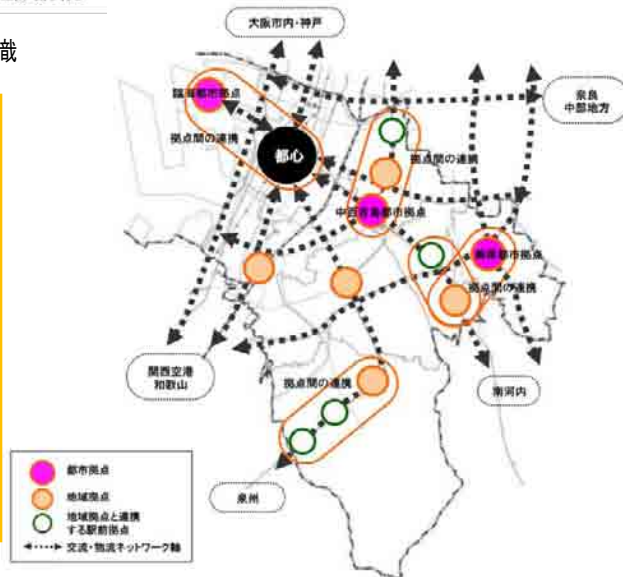 織
大阪市内・神戸
臨海都市拠点
奈良
中部地方
拠点間の連携
都心
拠点間の連携
中百舌鳥都市拠点
美原都市拠点
拠点間の連携
関西空港
和歌山
拠点間の連携
南河内
泉州
都市拠点
地域拠点
地域拠点と連携
する駅前拠点
交流・物流ネットワーク軸